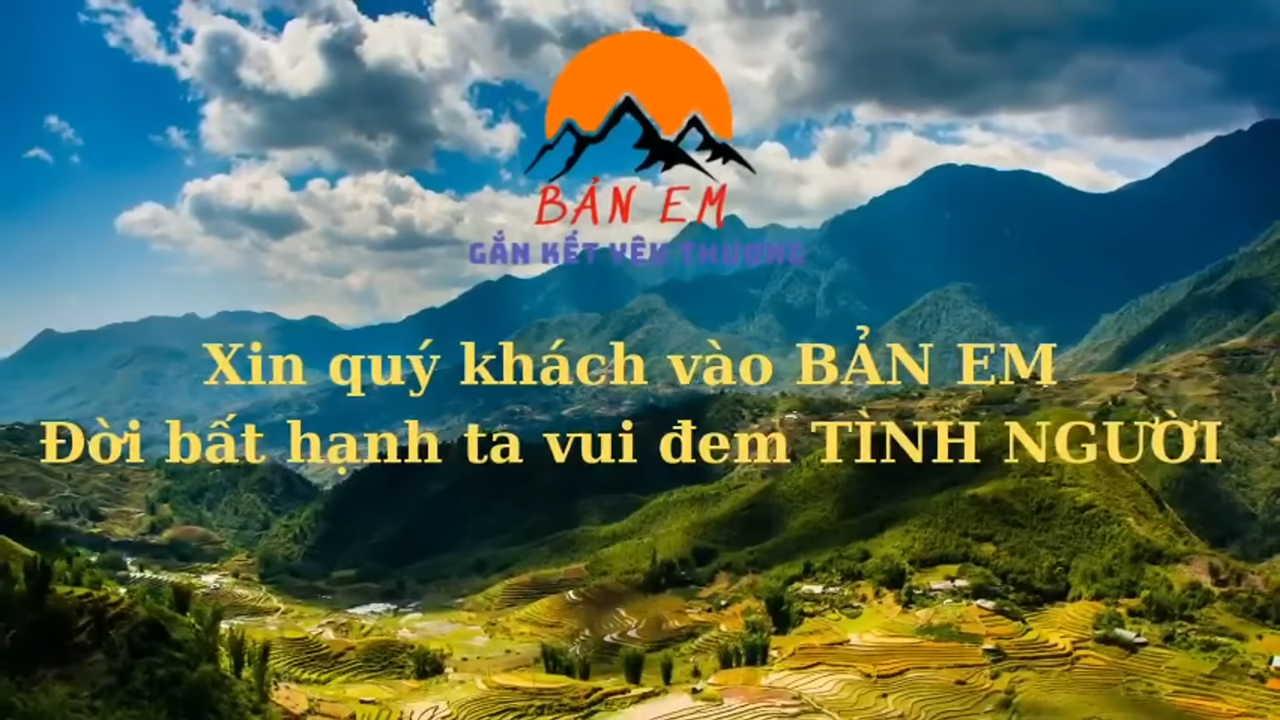 BẢN EM
GẮN KẾT YÊU THƯƠNG
Xin quý khách vào BẢN EM
Đời bất hạnh ta vui đem TÌNH NGƯỜI